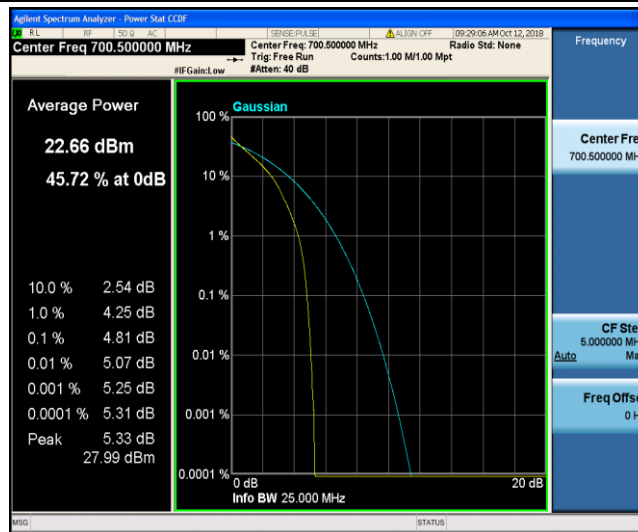 Agilent Spectrum Analyzer - Power Stat CCDF
RL RF 50 Ω AC SENSE:PULSE ALIGN OFF 09:29:06 AM Oct 12, 2018
Center Freq 700.500000 MHz
Center Freq: 700.500000 MHz Radio Std: None
Trig: Free Run Counts:1.00 M/1.00 Mpt
#IFGain:Low #Atten: 40 dB
Frequency
Average Power
22.66 dBm
45.72 % at 0dB
10.0 % 2.54 dB
1.0 % 4.25 dB
0.1 % 4.81 dB
0.01 % 5.07 dB
0.001 % 5.25 dB
0.0001 % 5.31 dB
Peak 5.33 dB
27.99 dBm
Gaussian
100 %
10 %
1 %
0.1 %
0.01 %
0.001 %
0.0001 %
0 dB 20 dB
Info BW 25.000 MHz
Center Fre
700.500000 MH
CF Ste
5.000000 MH
Auto Ma
Freq Offse
0 H
MSG STATUS